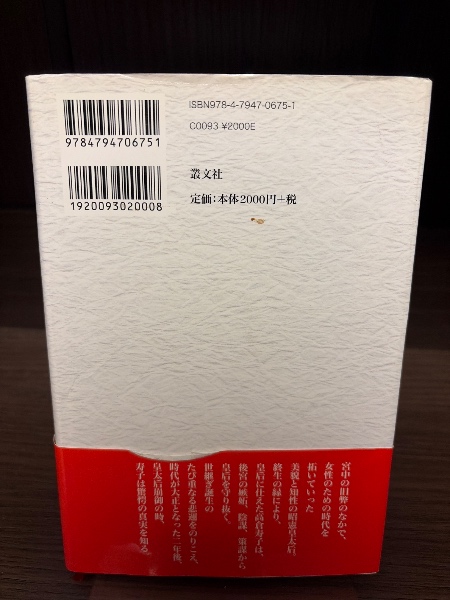 ISBN978-4-7947-0675-1
C0093 ¥2000E
9784794706751
叢文社
定価:本体2000円+税
1920093020008
宮中の旧弊のなかで、
女性のための時代を
拓いていった
美貌と知性の昭憲皇太后。
終生の縁により、
皇后に仕えた高倉寿子は、
後宮の嫉妬、陰謀、策謀から
皇后を守り抜く。
世継ぎ誕生の
たび重なる悲運をのりこえ、
時代が大正となった二年後、
皇太后崩御の時、
寿子は驚愕の真実を知る。